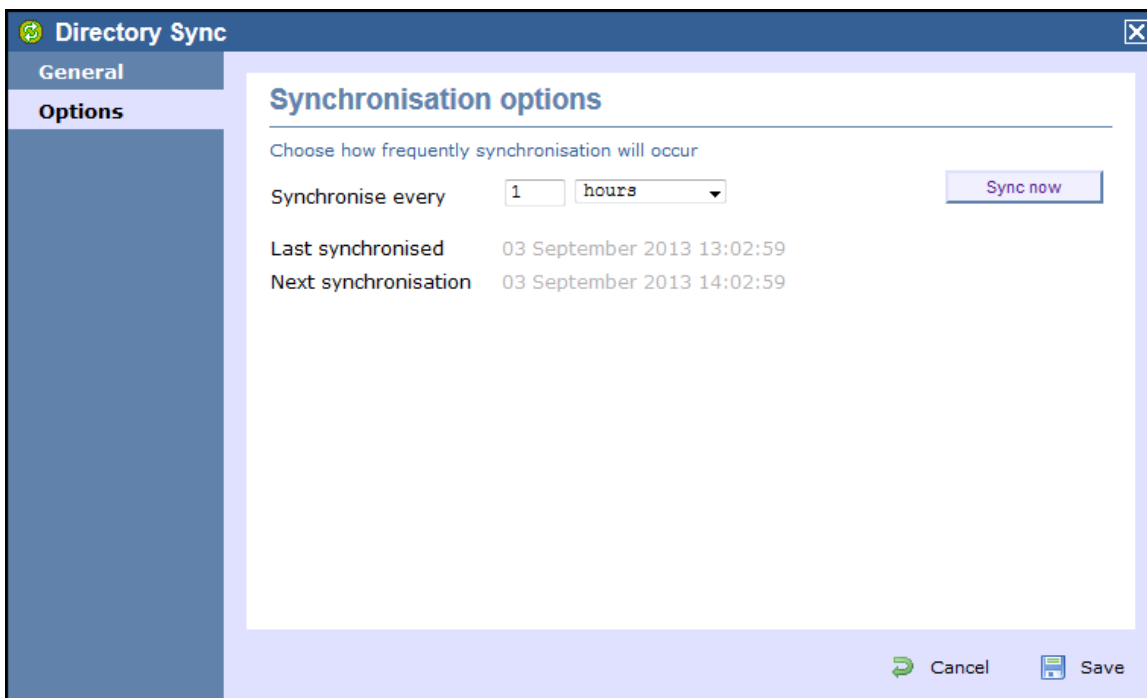 Directory Sync
General
Options
Synchronisation options
Choose how frequently synchronisation will occur
Synchronise every 1 hours Sync now
Last synchronised 03 September 2013 13:02:59
Next synchronisation 03 September 2013 14:02:59
Cancel Save